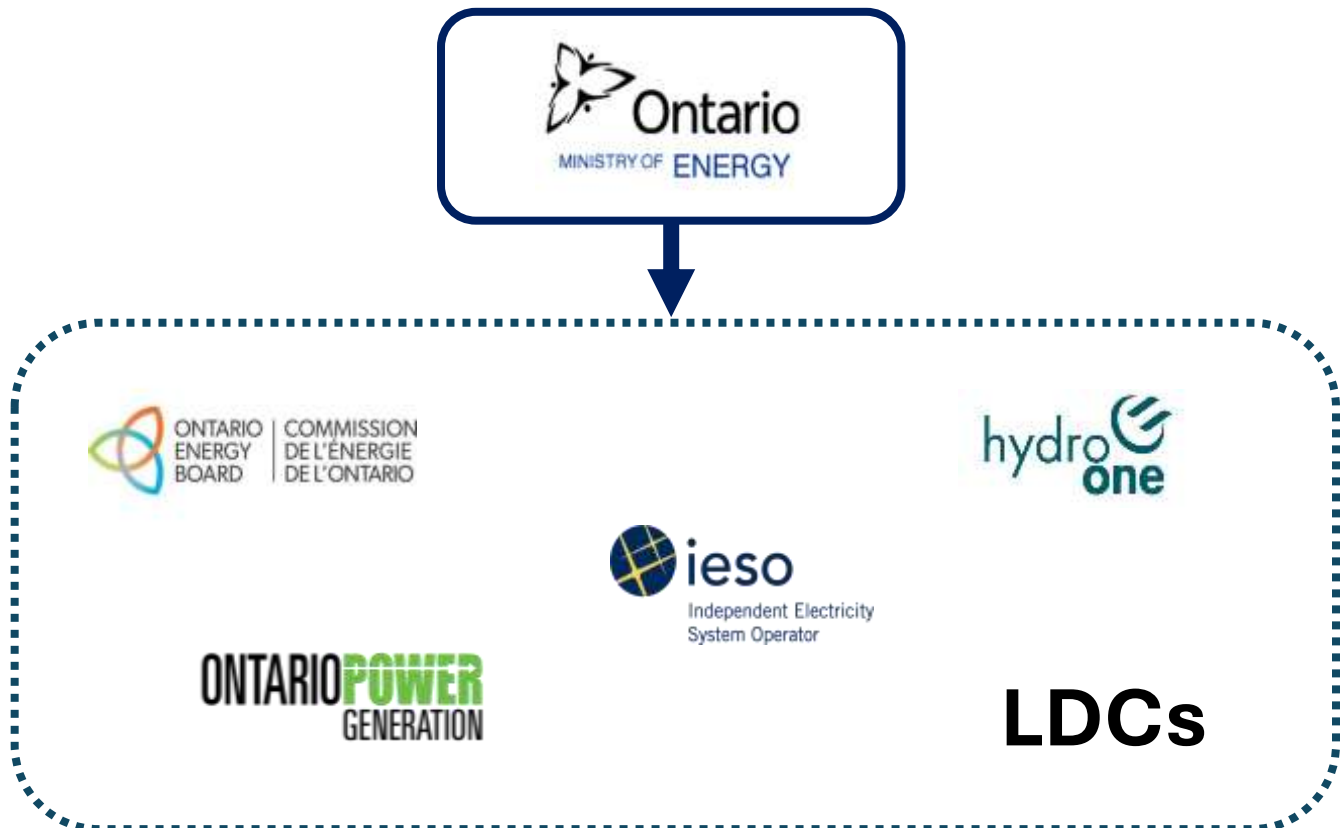 Ontario
MINISTRY OF ENERGY
ONTARIO
ENERGY
BOARD
COMMISSION
DE L'ÉNERGIE
DE L'ONTARIO
hydro
one
ieso
Independent Electricity
System Operator
ONTARIOPOWER
GENERATION
LDCs